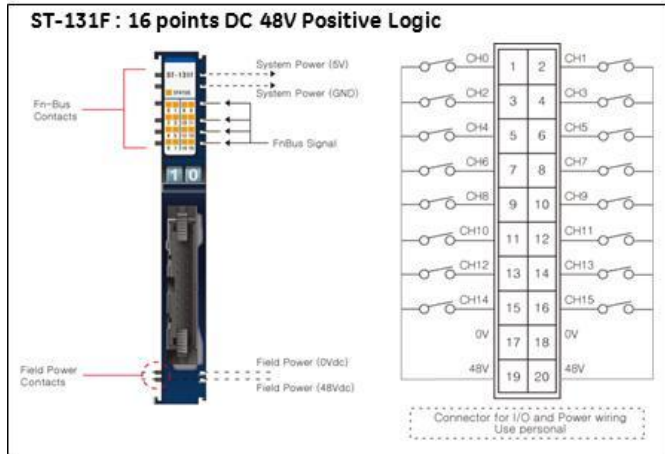 ST-131F : 16 points DC 48V Positive Logic
ST-131F
STATUS
Fn-Bus
Contacts
System Power (5V)
System Power (GND)
FnBus Signal
1 0
Field Power
Contacts
Field Power (0Vdc)
Field Power (48Vdc)
CH0 1 2 CH1
CH2 3 4 CH3
CH4 5 6 CH5
CH6 7 8 CH7
CH8 9 10 CH9
CH10 11 12 CH11
CH12 13 14 CH13
CH14 15 16 CH15
0V 17 18 0V
48V 19 20 48V
Connector for I/O and Power wiring
Use personal